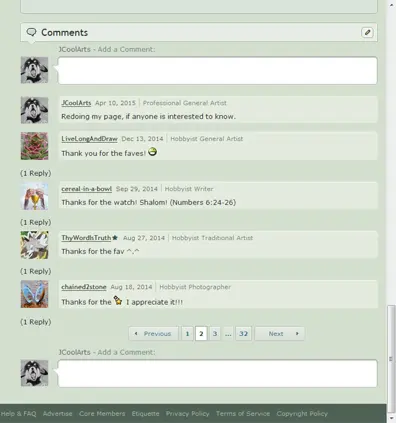 Comments
JCoolArts - Add a Comment:
JCoolArts Apr 10, 2015 Professional General Artist
Redoing my page, if anyone is interested to know.
LiveLongAndDraw Dec 13, 2014 Hobbyist General Artist
Thank you for the faves!
(1 Reply)
cereal-in-a-bowl Sep 29, 2014 Hobbyist Writer
Thanks for the watch! Shalom! (Numbers 6:24-26)
(1 Reply)
ThyWordIsTruth Aug 27, 2014 Hobbyist Traditional Artist
Thanks for the fav ^,^
(1 Reply)
chained2stone Aug 18, 2014 Hobbyist Photographer
Thanks for the I appreciate it!!!
(1 Reply)
Previous 1 2 3 ... 32 Next
JCoolArts - Add a Comment:
Help & FAQ Advertise Core Members Etiquette Privacy Policy Terms of Service Copyright Policy